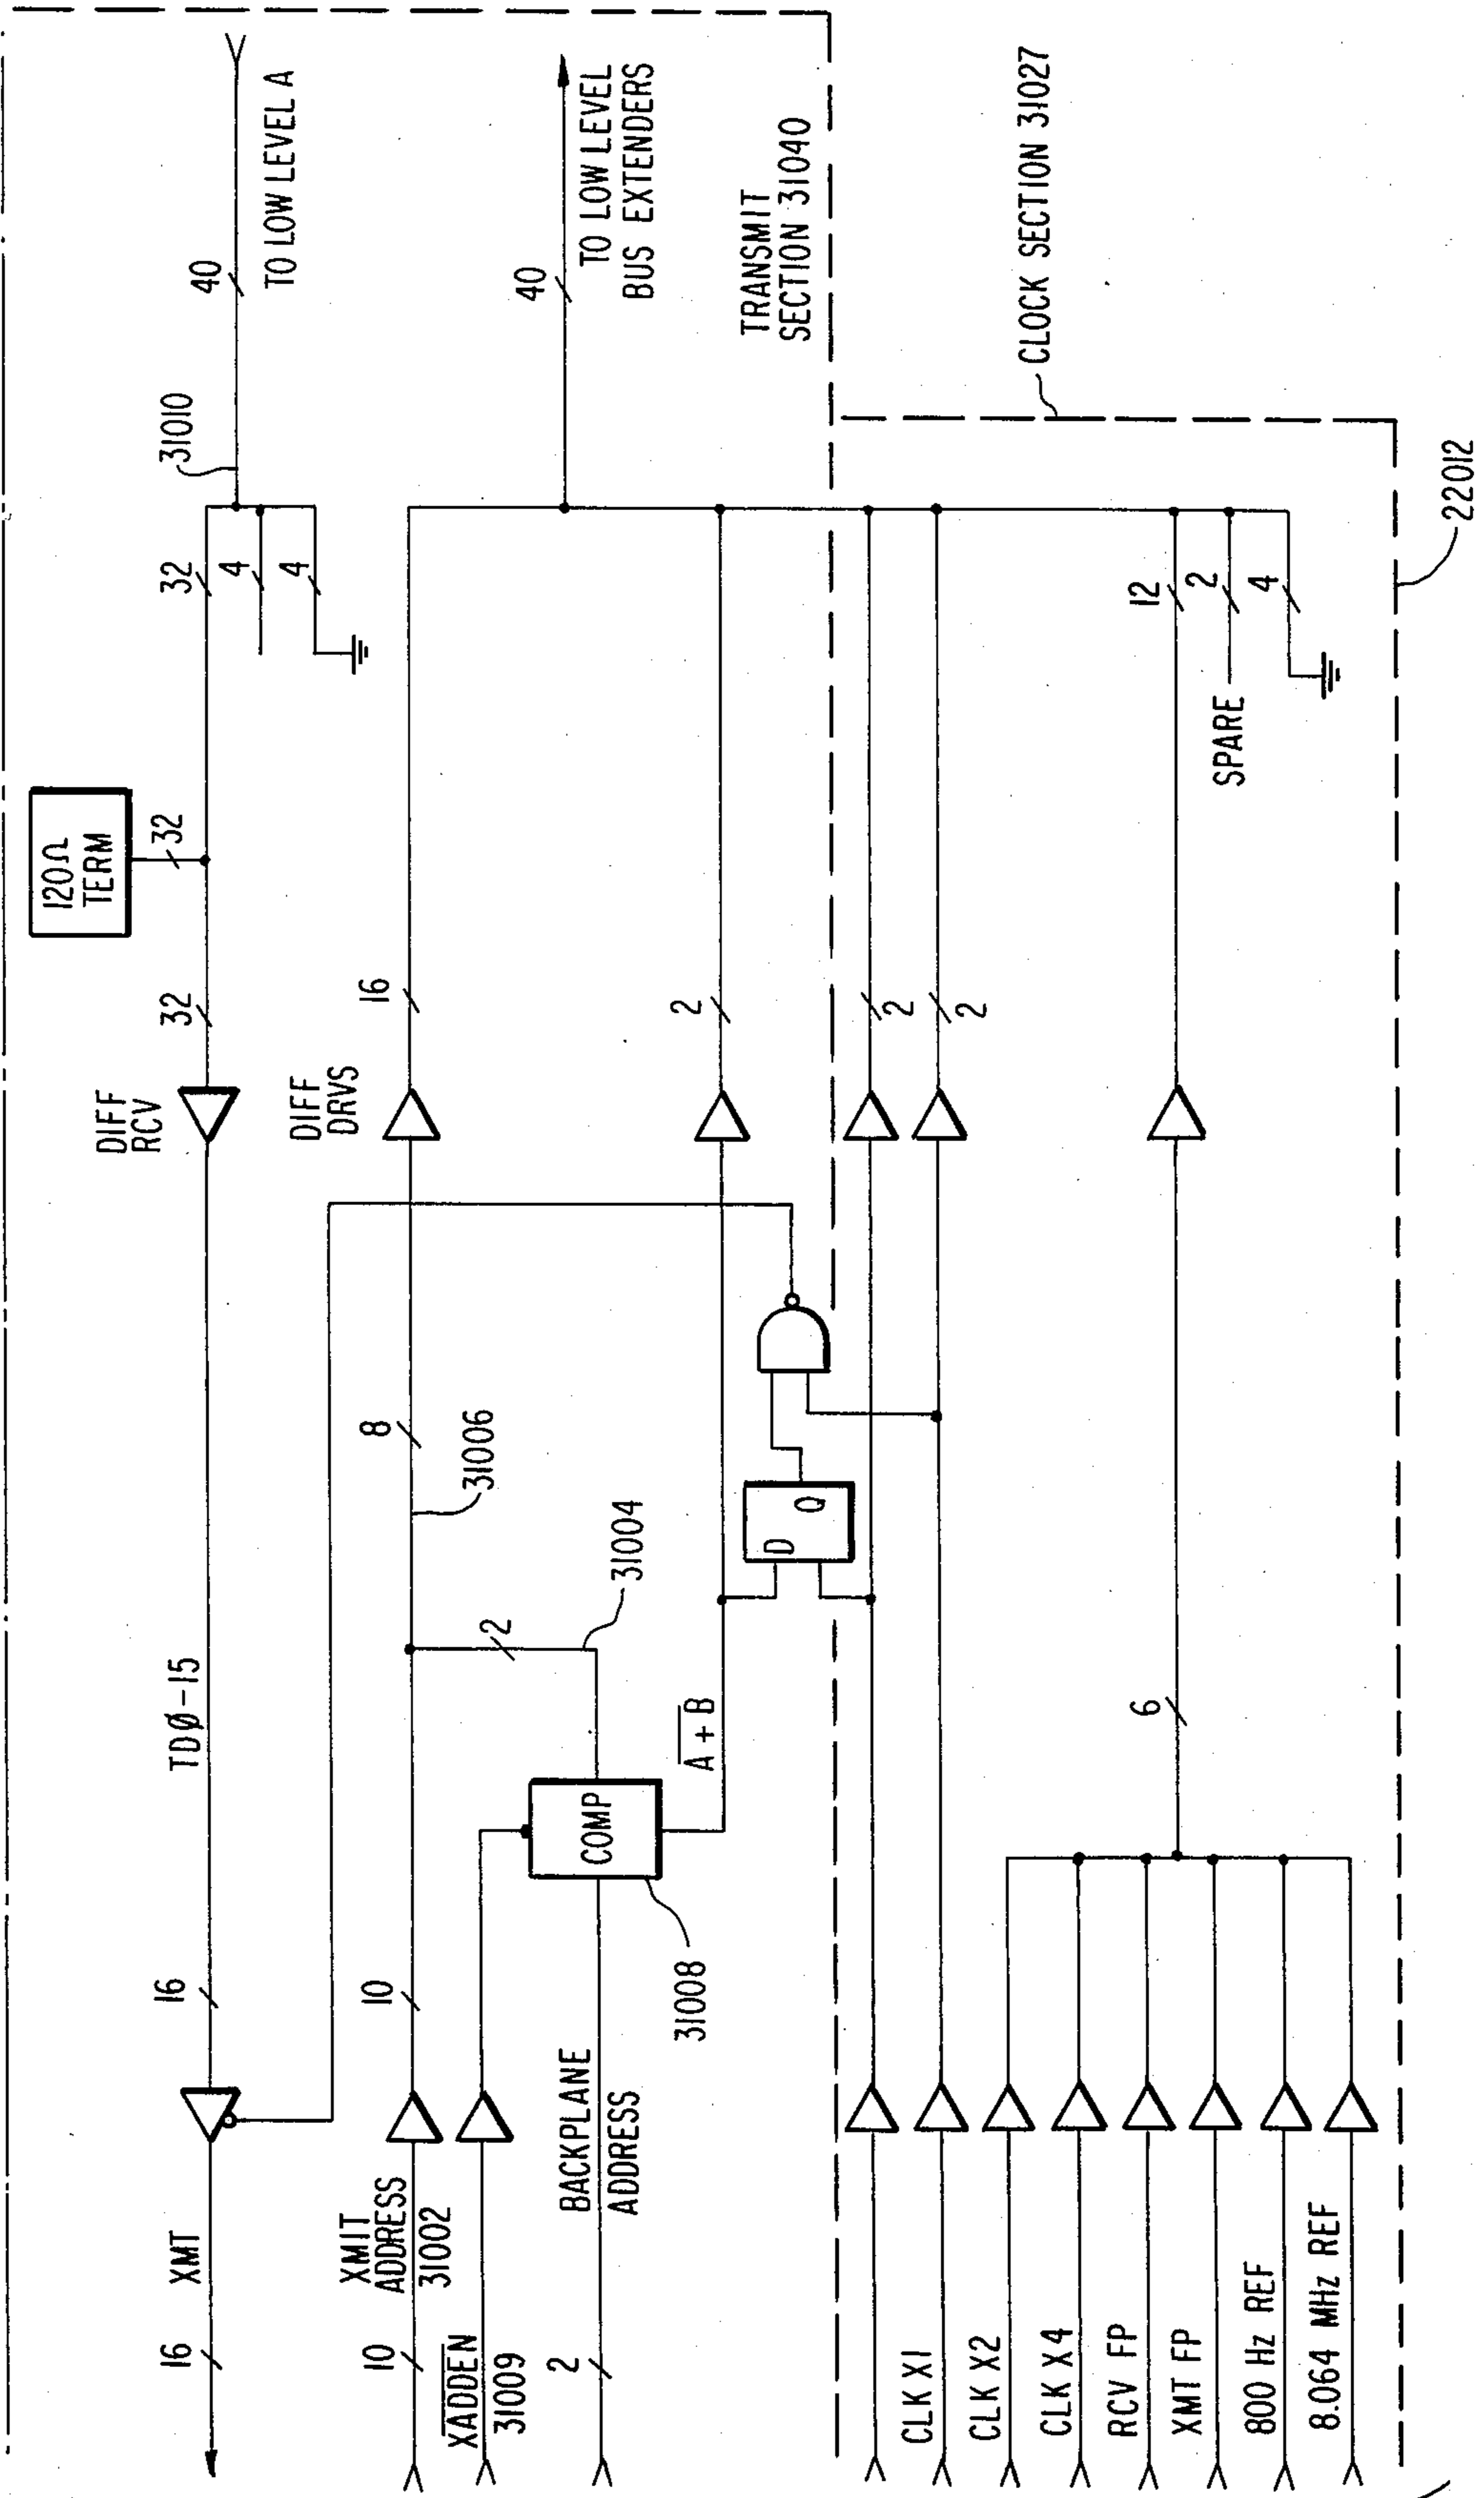 XMT
16
16
TDØ-15
DIFF
RCV
32
120Ω
TERM
32
32
4
4
31010
40
TO LOW LEVEL A
XMIT
ADDRESS
31002
10
10
XADDEN
31009
BACKPLANE
ADDRESS
2
31008
COMP
2
31004
31006
8
DIFF
DRVS
16
40
TO LOW LEVEL
BUS EXTENDERS
A + B
D
Q
2
TRANSMIT
SECTION 31040
2
2
CLK X1
CLK X2
CLK X4
RCV FP
XMT FP
800 Hz REF
8.064 MHz REF
6
12
2
4
SPARE
CLOCK SECTION 31027
22012